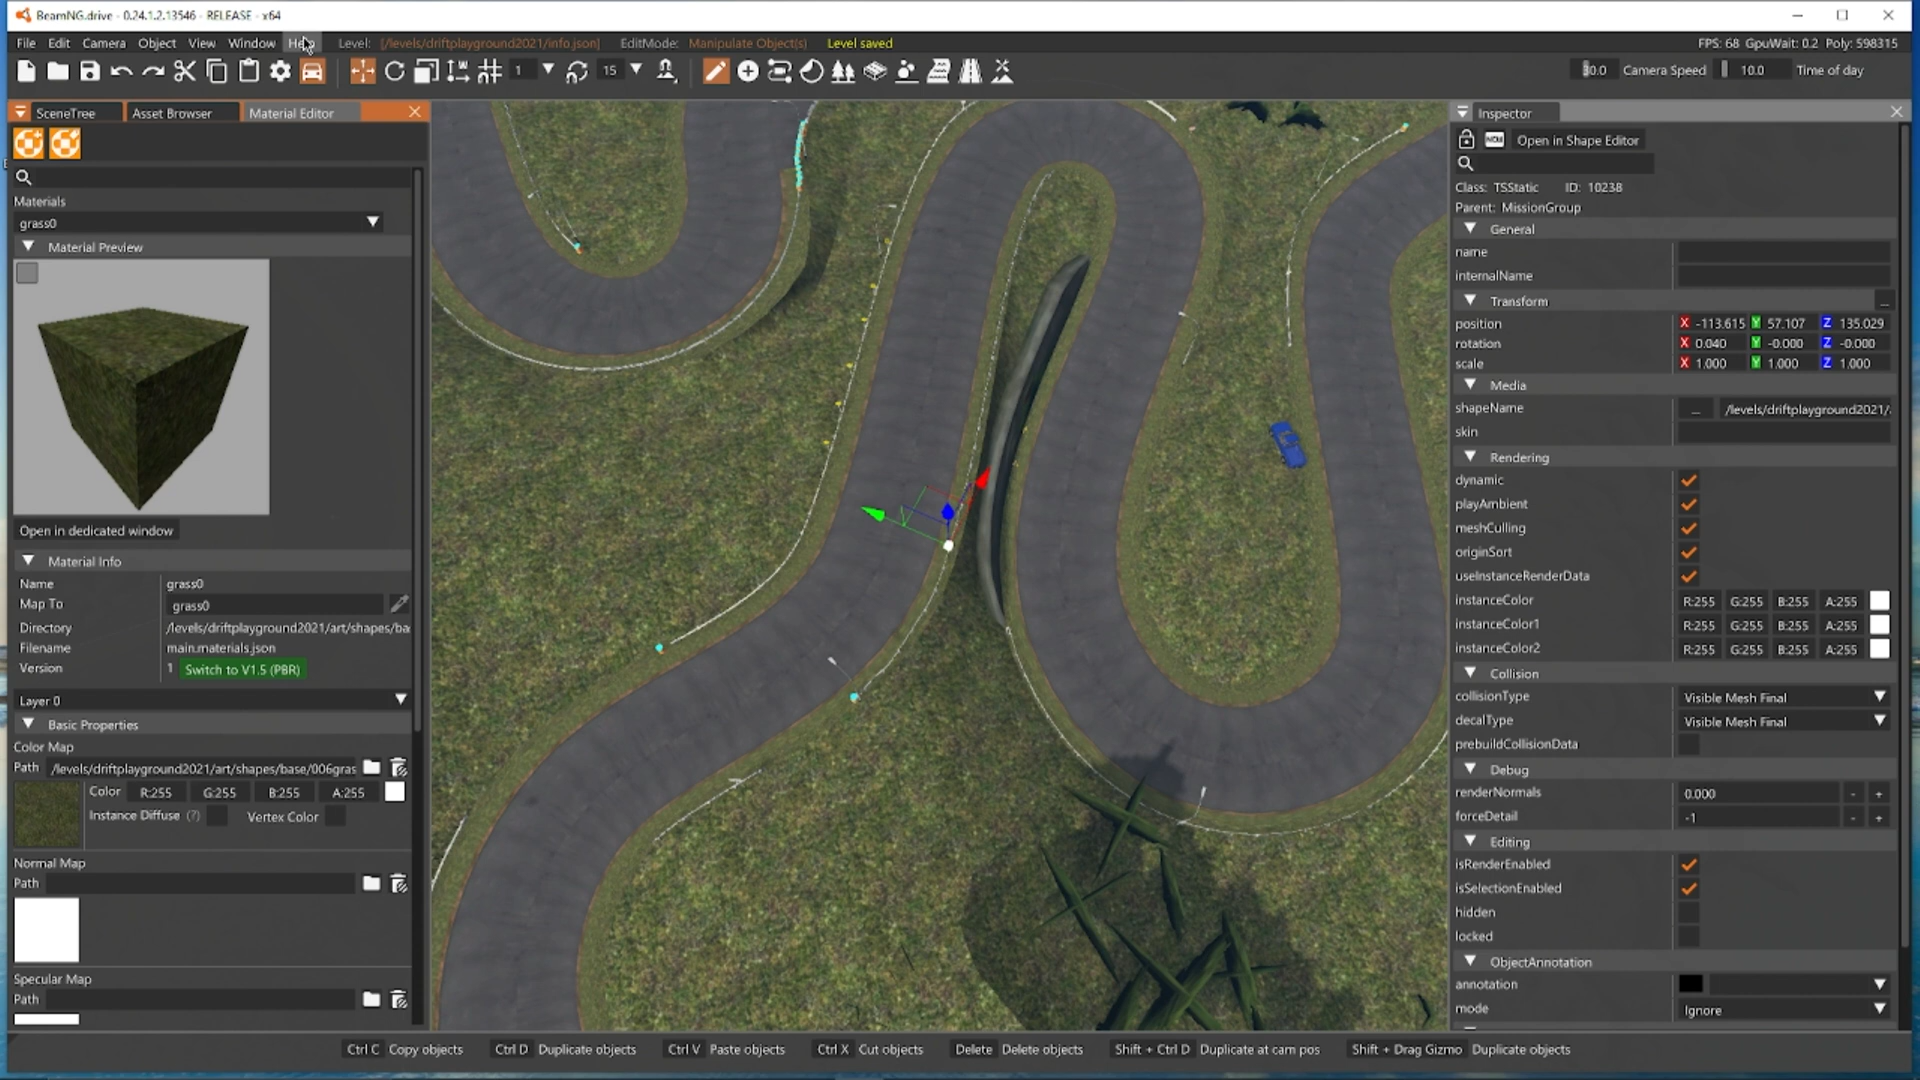 BeamNG.drive - 0.24.1.2.13546 - RELEASE - x64
File Edit Camera Object View Window Help Level: [/levels/driftplayground2021/info.json] EditMode: Manipulate Object(s) Level saved FPS: 68 GpuWait: 0.2 Poly: 598315
1 15 30.0 Camera Speed 10.0 Time of day
SceneTree Asset Browser Material Editor
Materials
grass0
Material Preview
Open in dedicated window
Material Info
Name grass0
Map To grass0
Directory /levels/driftplayground2021/art/shapes/ba
Filename main.materials.json
Version 1 Switch to V1.5 (PBR)
Layer 0
Basic Properties
Color Map
Path /levels/driftplayground2021/art/shapes/base/006gras
Color R:255 G:255 B:255 A:255
Instance Diffuse (?) Vertex Color
Normal Map
Path
Specular Map
Path
Inspector
Open in Shape Editor
Class: TSStatic ID: 10238
Parent: MissionGroup
General
name
internalName
Transform ...
position X -113.615 Y 57.107 Z 135.029
rotation X 0.040 Y -0.000 Z -0.000
scale X 1.000 Y 1.000 Z 1.000
Media
shapeName ... /levels/driftplayground2021/
skin
Rendering
dynamic
playAmbient
meshCulling
originSort
useInstanceRenderData
instanceColor R:255 G:255 B:255 A:255
instanceColor1 R:255 G:255 B:255 A:255
instanceColor2 R:255 G:255 B:255 A:255
Collision
collisionType Visible Mesh Final
decalType Visible Mesh Final
prebuildCollisionData
Debug
renderNormals 0.000 - +
forceDetail -1 - +
Editing
isRenderEnabled
isSelectionEnabled
hidden
locked
ObjectAnnotation
annotation
mode Ignore
Ctrl C Copy objects Ctrl D Duplicate objects Ctrl V Paste objects Ctrl X Cut objects Delete Delete objects Shift + Ctrl D Duplicate at cam pos Shift + Drag Gizmo Duplicate objects